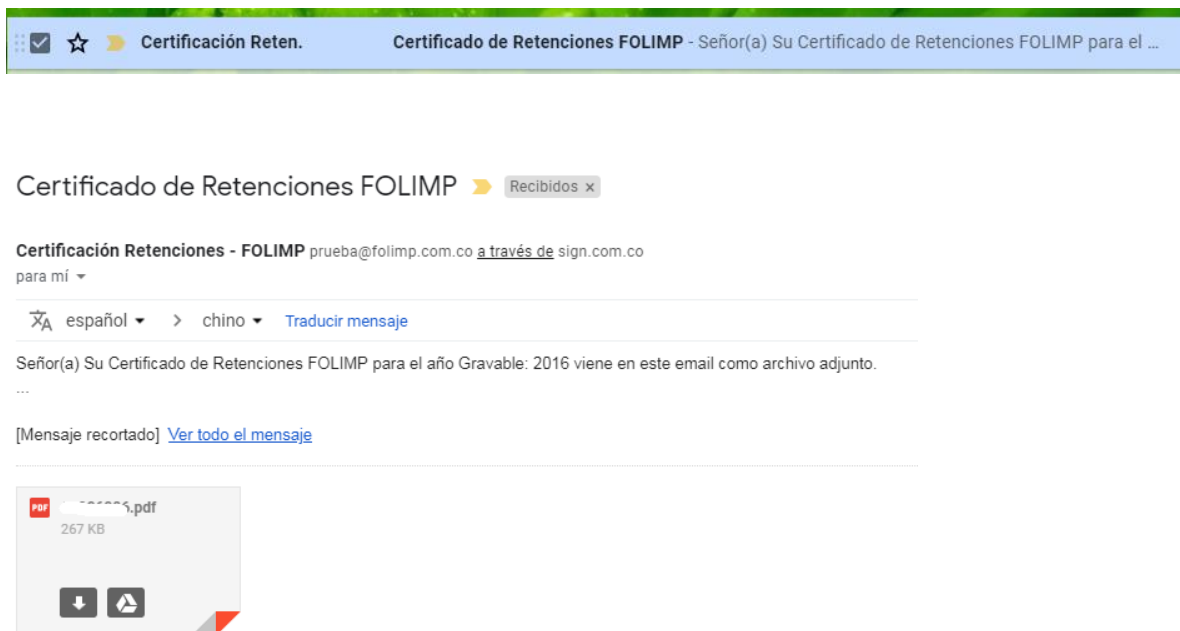 Certificación Reten. Certificado de Retenciones FOLIMP - Señor(a) Su Certificado de Retenciones FOLIMP para el ...
Certificado de Retenciones FOLIMP Recibidos x
Certificación Retenciones - FOLIMP prueba@folimp.com.co a través de sign.com.co
para mí
español > chino Traducir mensaje
Señor(a) Su Certificado de Retenciones FOLIMP para el año Gravable: 2016 viene en este email como archivo adjunto.
...
[Mensaje recortado] Ver todo el mensaje
PDF .pdf
267 KB